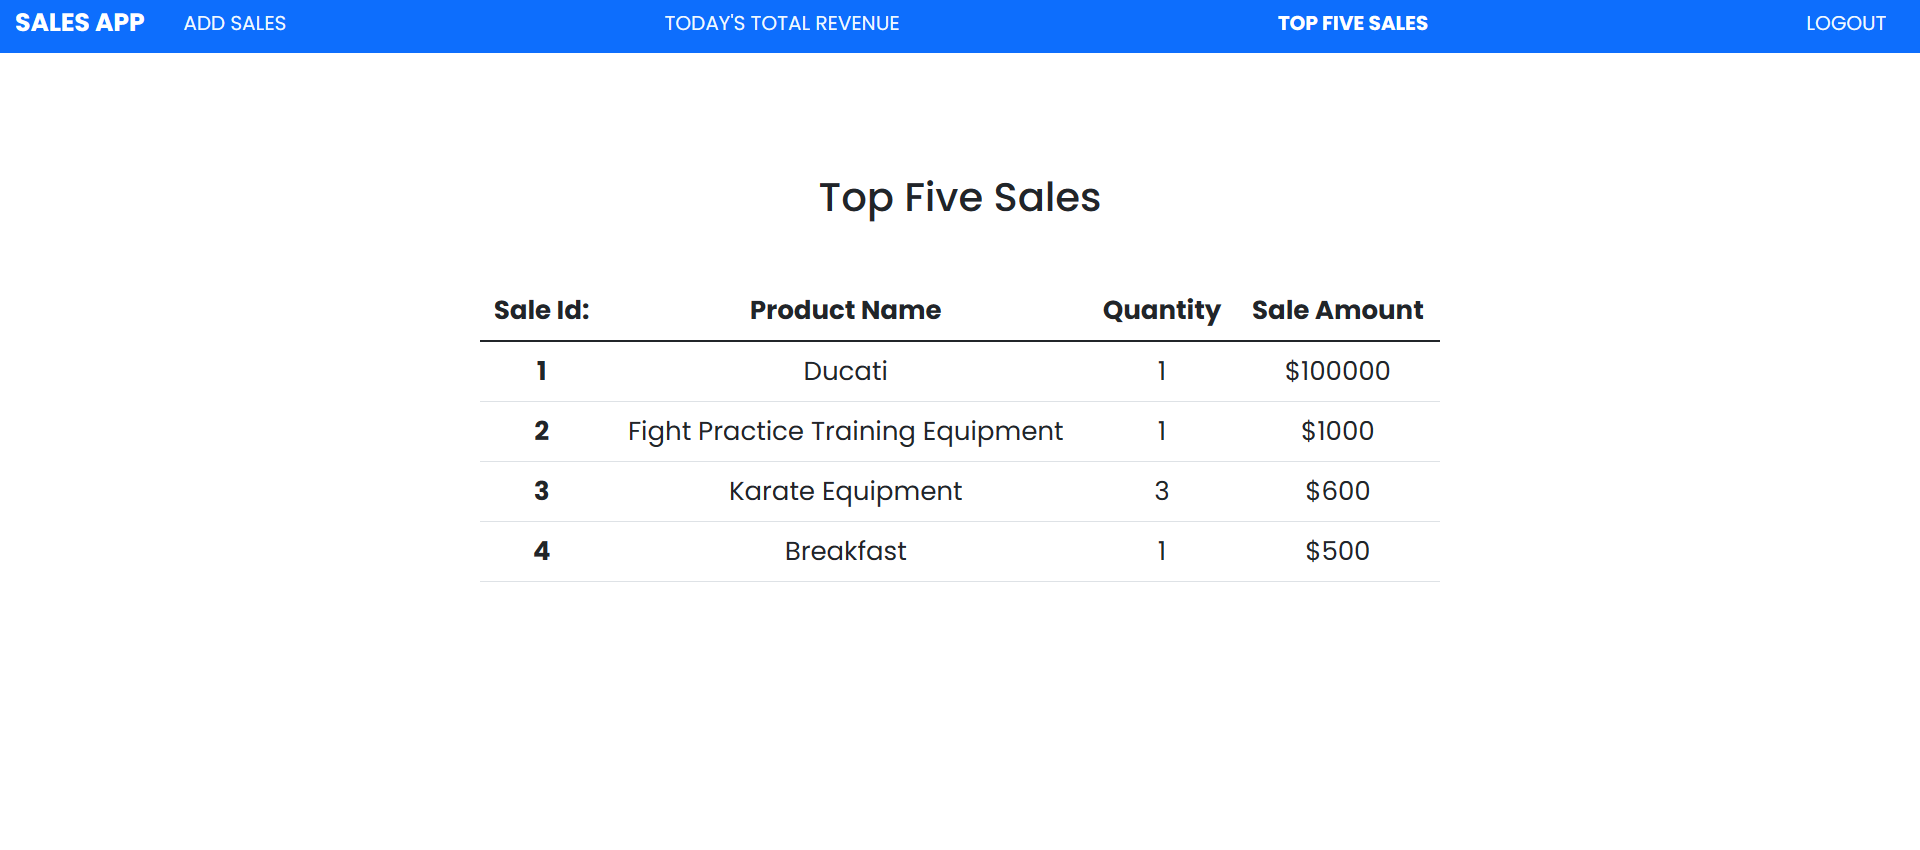 SALES APP ADD SALES TODAY'S TOTAL REVENUE TOP FIVE SALES LOGOUT
Top Five Sales
Sale Id: Product Name Quantity Sale Amount
1 Ducati 1 $100000
2 Fight Practice Training Equipment 1 $1000
3 Karate Equipment 3 $600
4 Breakfast 1 $500